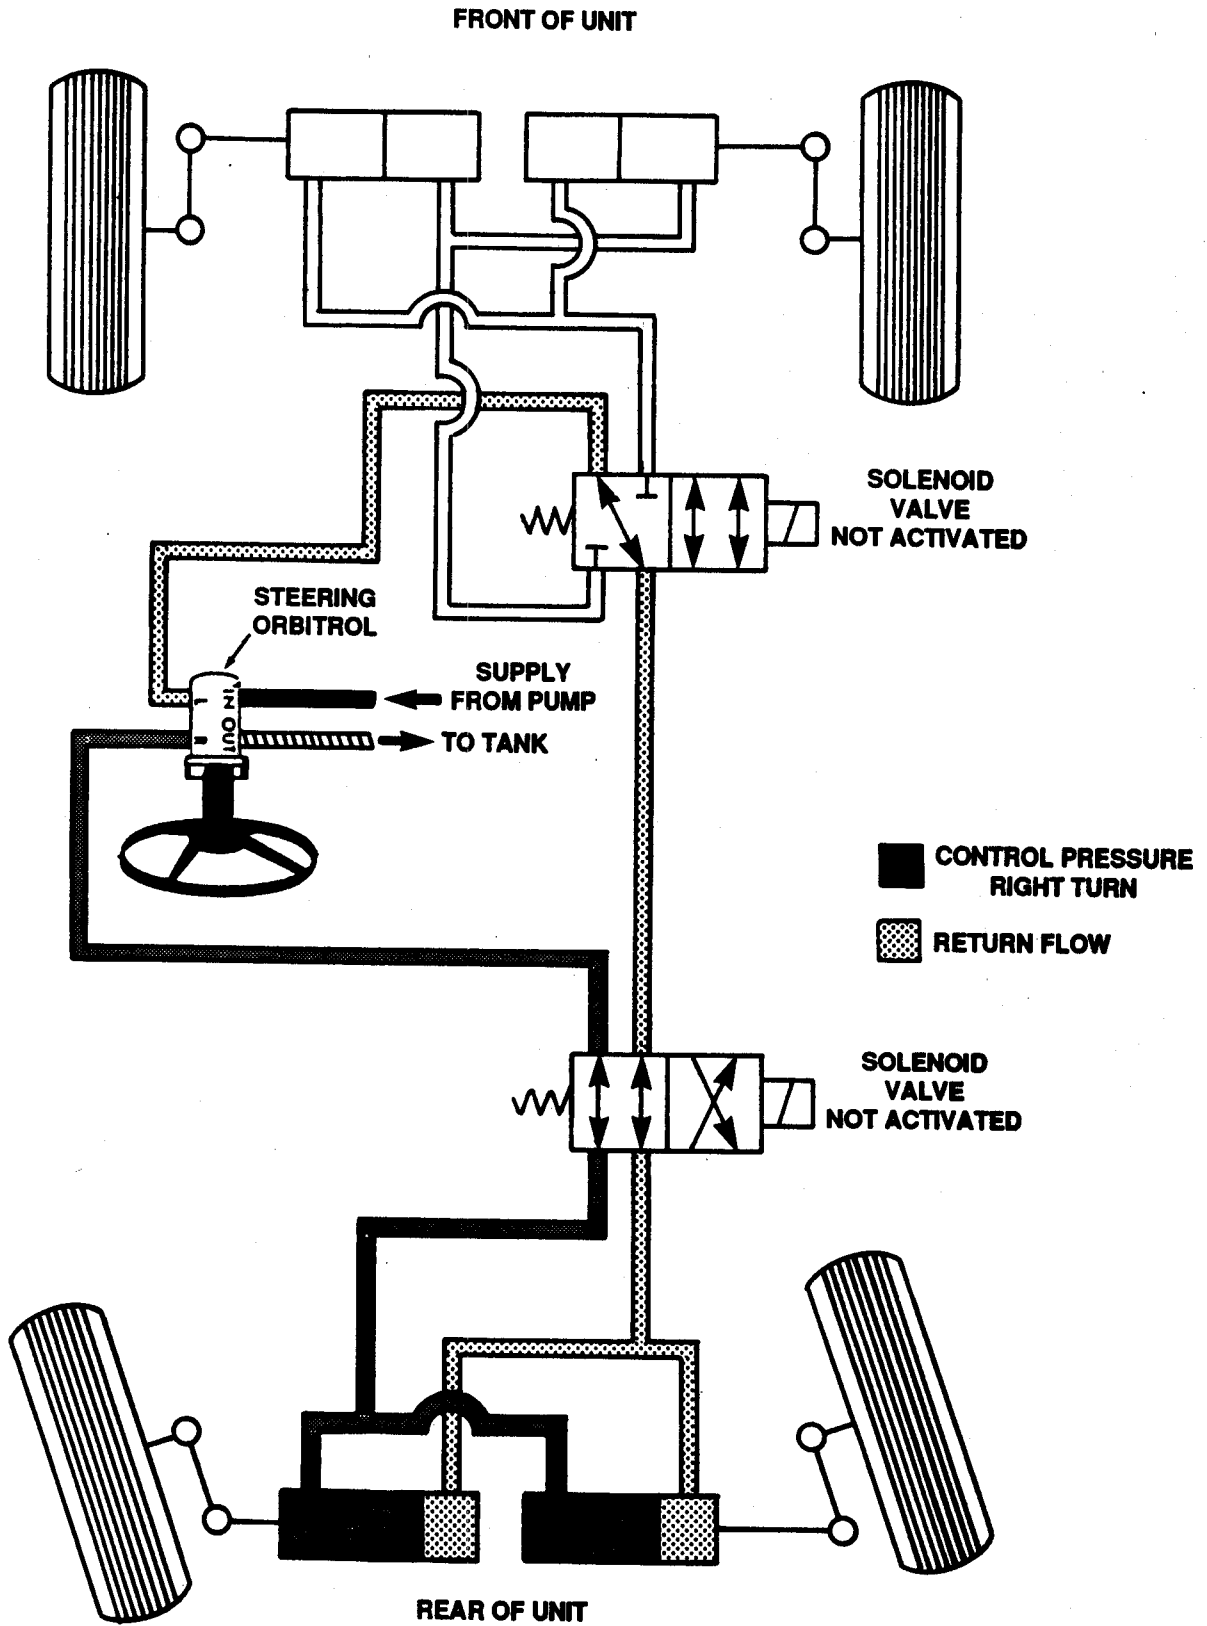 FRONT OF UNIT
SOLENOID
VALVE
NOT ACTIVATED
STEERING
ORBITROL
SUPPLY
FROM PUMP
L
IN
OUT
R
TO TANK
CONTROL PRESSURE
RIGHT TURN
RETURN FLOW
SOLENOID
VALVE
NOT ACTIVATED
REAR OF UNIT